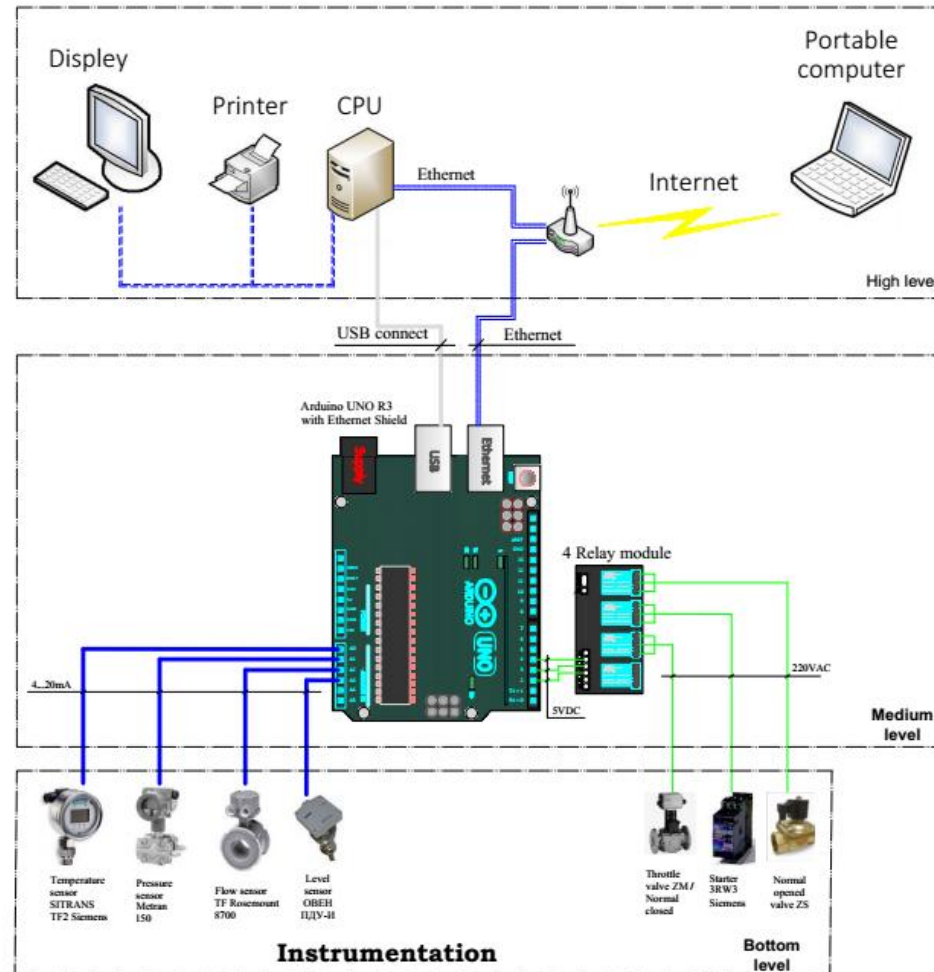 Display
Printer
CPU
Portable
computer
Ethernet
Internet
High leve
USB connect
Ethernet
Arduino UNO R3
with Ethernet Shield
Supply
USB
Ethernet
4 Relay module
ARDUINO
UNO
4...20mA
5VDC
220VAC
Medium
level
Temperature
sensor
SITRANS
TF2 Siemens
Pressure
sensor
Metran
150
Flow sensor
TF Rosemount
8700
Level
sensor
ОВЕН
ПДУ-И
Throttle
valve ZM /
Normal
closed
Starter
3RW3
Siemens
Normal
opened
valve ZS
Instrumentation
Bottom
level